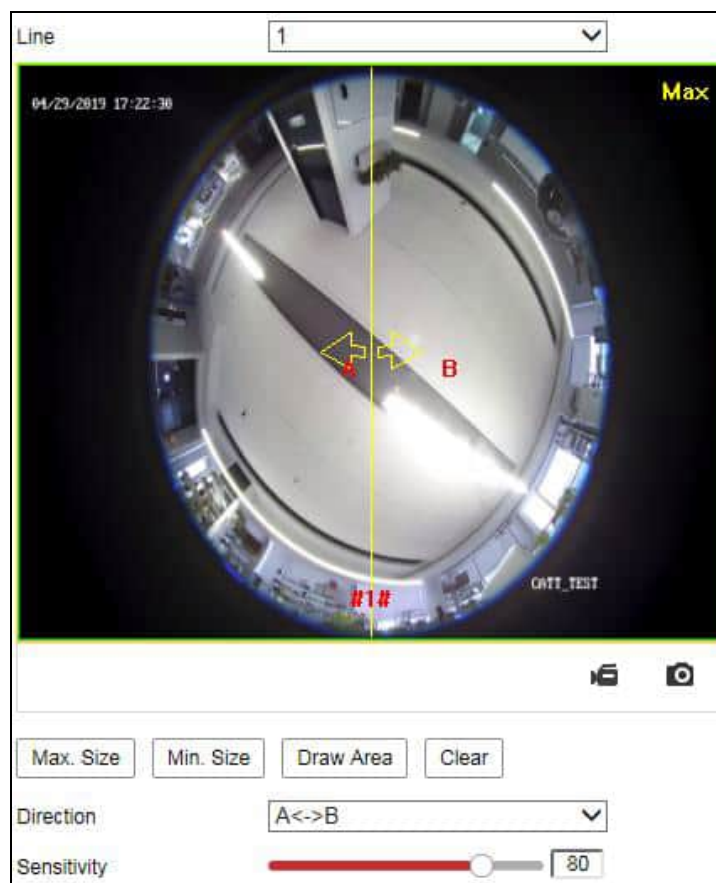 Line 1
04/29/2019 17:22:30 Max
A B
CATT_TEST
#1#
Max. Size Min. Size Draw Area Clear
Direction A<->B
Sensitivity 80